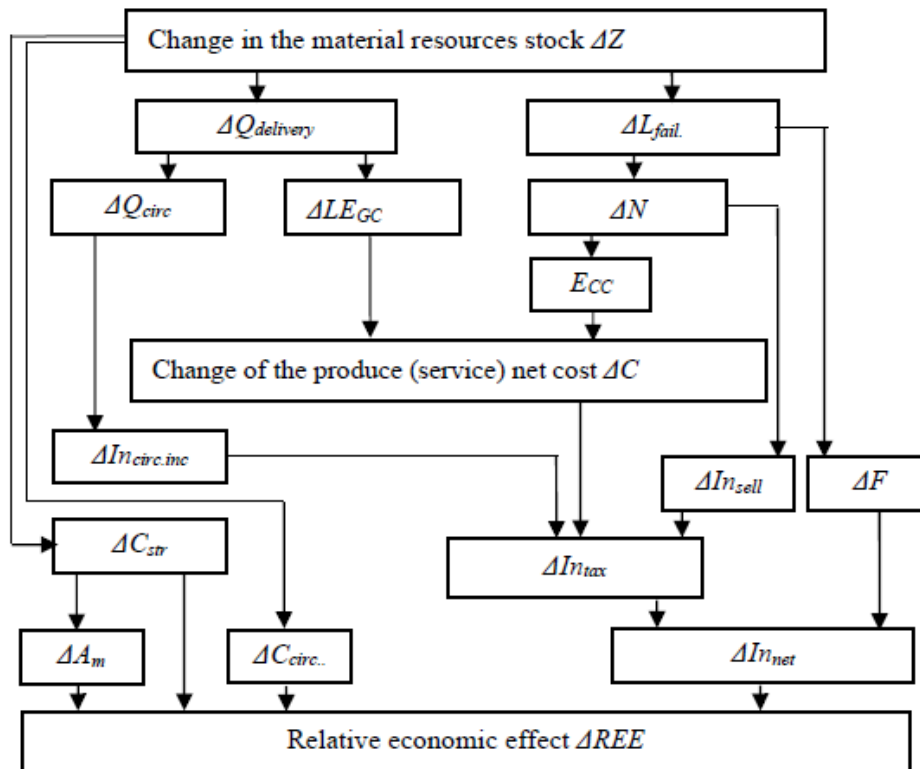 Change in the material resources stock ΔZ
ΔQdelivery
ΔLfail.
ΔQcirc
ΔLEGC
ΔN
ECC
Change of the produce (service) net cost ΔC
ΔIncirc.inc
ΔInsell
ΔF
ΔCstr
ΔIntax
ΔAm
ΔCcirc..
ΔInnet
Relative economic effect ΔREE